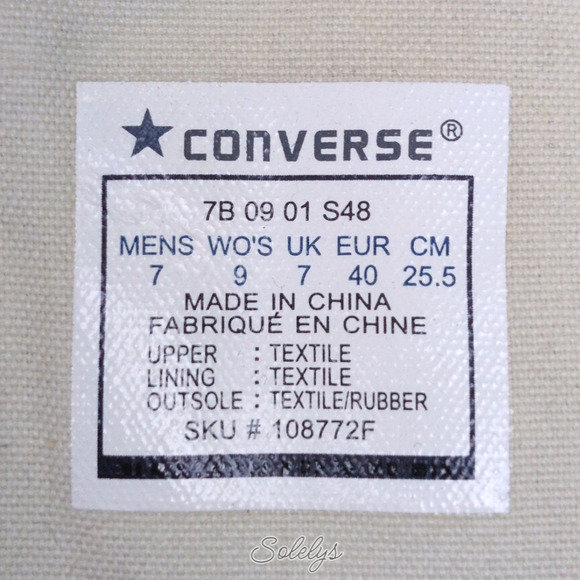 ★CONVERSE®
7B 09 01 S48
MENS WO'S UK EUR CM
7 9 7 40 25.5
MADE IN CHINA
FABRIQUÉ EN CHINE
UPPER : TEXTILE
LINING : TEXTILE
OUTSOLE : TEXTILE/RUBBER
SKU # 108772F
Solelys